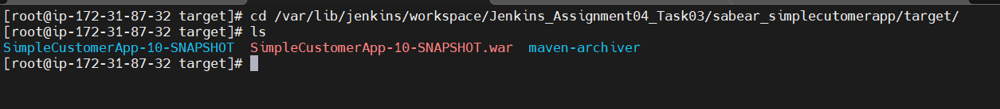 [root@ip-172-31-87-32 target]# cd /var/lib/jenkins/workspace/Jenkins_Assignment04_Task03/sabear_simplecutomerapp/target/
[root@ip-172-31-87-32 target]# ls
SimpleCustomerApp-10-SNAPSHOT  SimpleCustomerApp-10-SNAPSHOT.war  maven-archiver
[root@ip-172-31-87-32 target]#